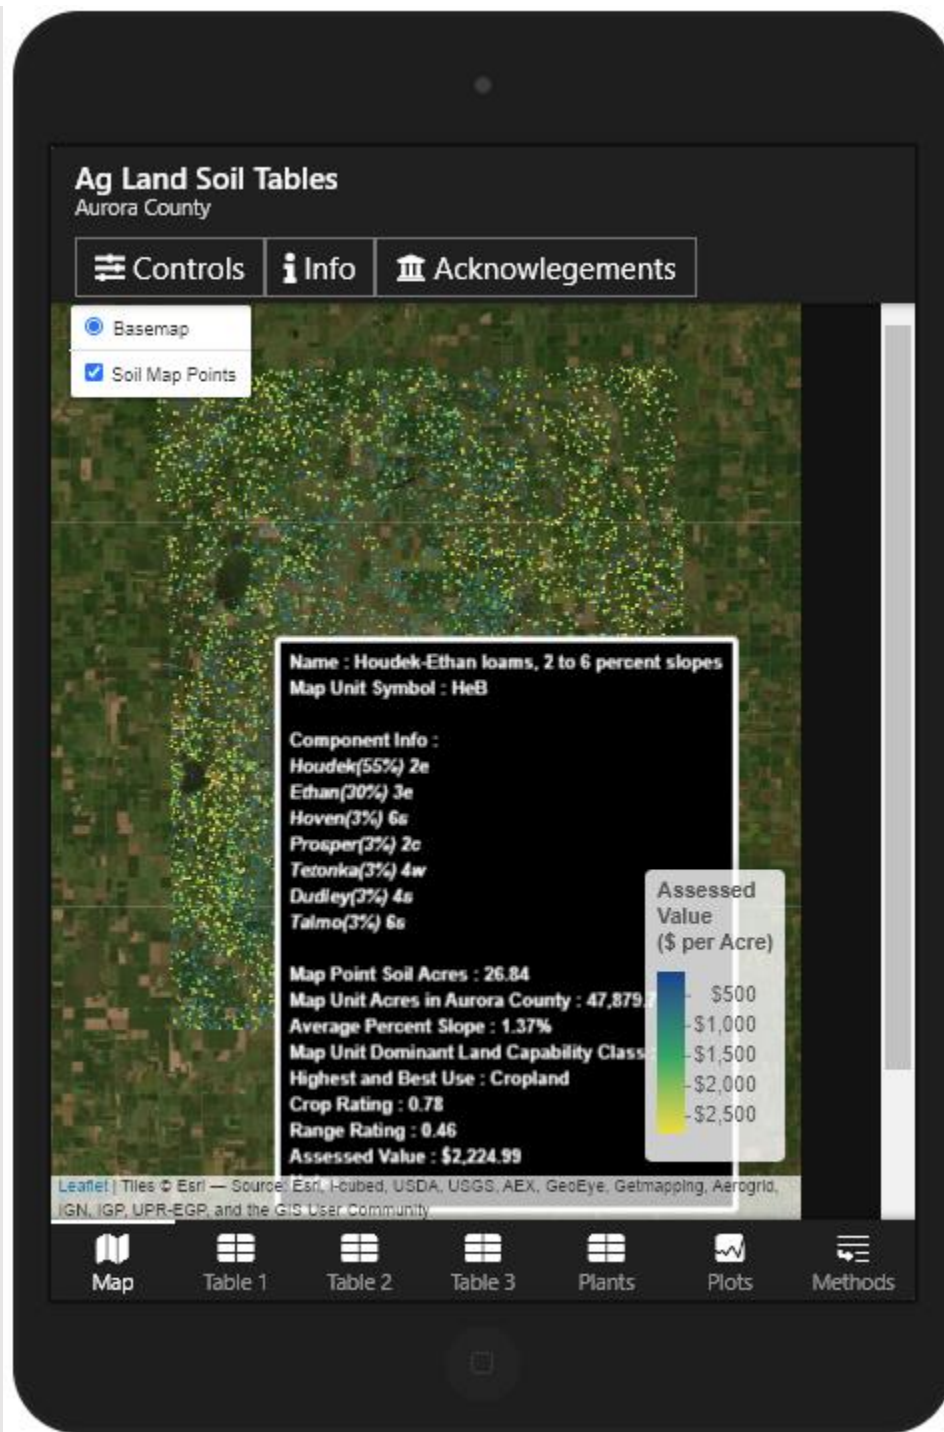 Ag Land Soil Tables
Aurora County
Controls
Info
Acknowlegements
Basemap
Soil Map Points
Name : Houdek-Ethan loams, 2 to 6 percent slopes
Map Unit Symbol : HeB
Component Info :
Houdek(55%) 2e
Ethan(30%) 3e
Hoven(3%) 6s
Prosper(3%) 2c
Tetonka(3%) 4w
Dudley(3%) 4s
Talmo(3%) 6s
Map Point Soil Acres : 26.84
Map Unit Acres in Aurora County : 47,879.
Average Percent Slope : 1.37%
Map Unit Dominant Land Capability Class :
Highest and Best Use : Cropland
Crop Rating : 0.78
Range Rating : 0.46
Assessed Value : $2,224.99
Assessed
Value
($ per Acre)
$500
$1,000
$1,500
$2,000
$2,500
Leaflet | Tiles © Esri — Source: Esri, i-cubed, USDA, USGS, AEX, GeoEye, Getmapping, Aerogrid,
IGN, IGP, UPR-EGP, and the GIS User Community
Map
Table 1
Table 2
Table 3
Plants
Plots
Methods